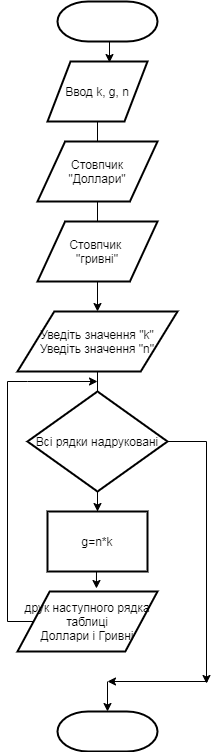 Ввод k, g, n
Стовпчик
"Доллари"
Стовпчик
"гривні"
Уведіть значення "k"
Уведіть значення "n"
Всі рядки надруковані
g=n*k
друк наступного рядка
таблиці
Доллари і Гривні